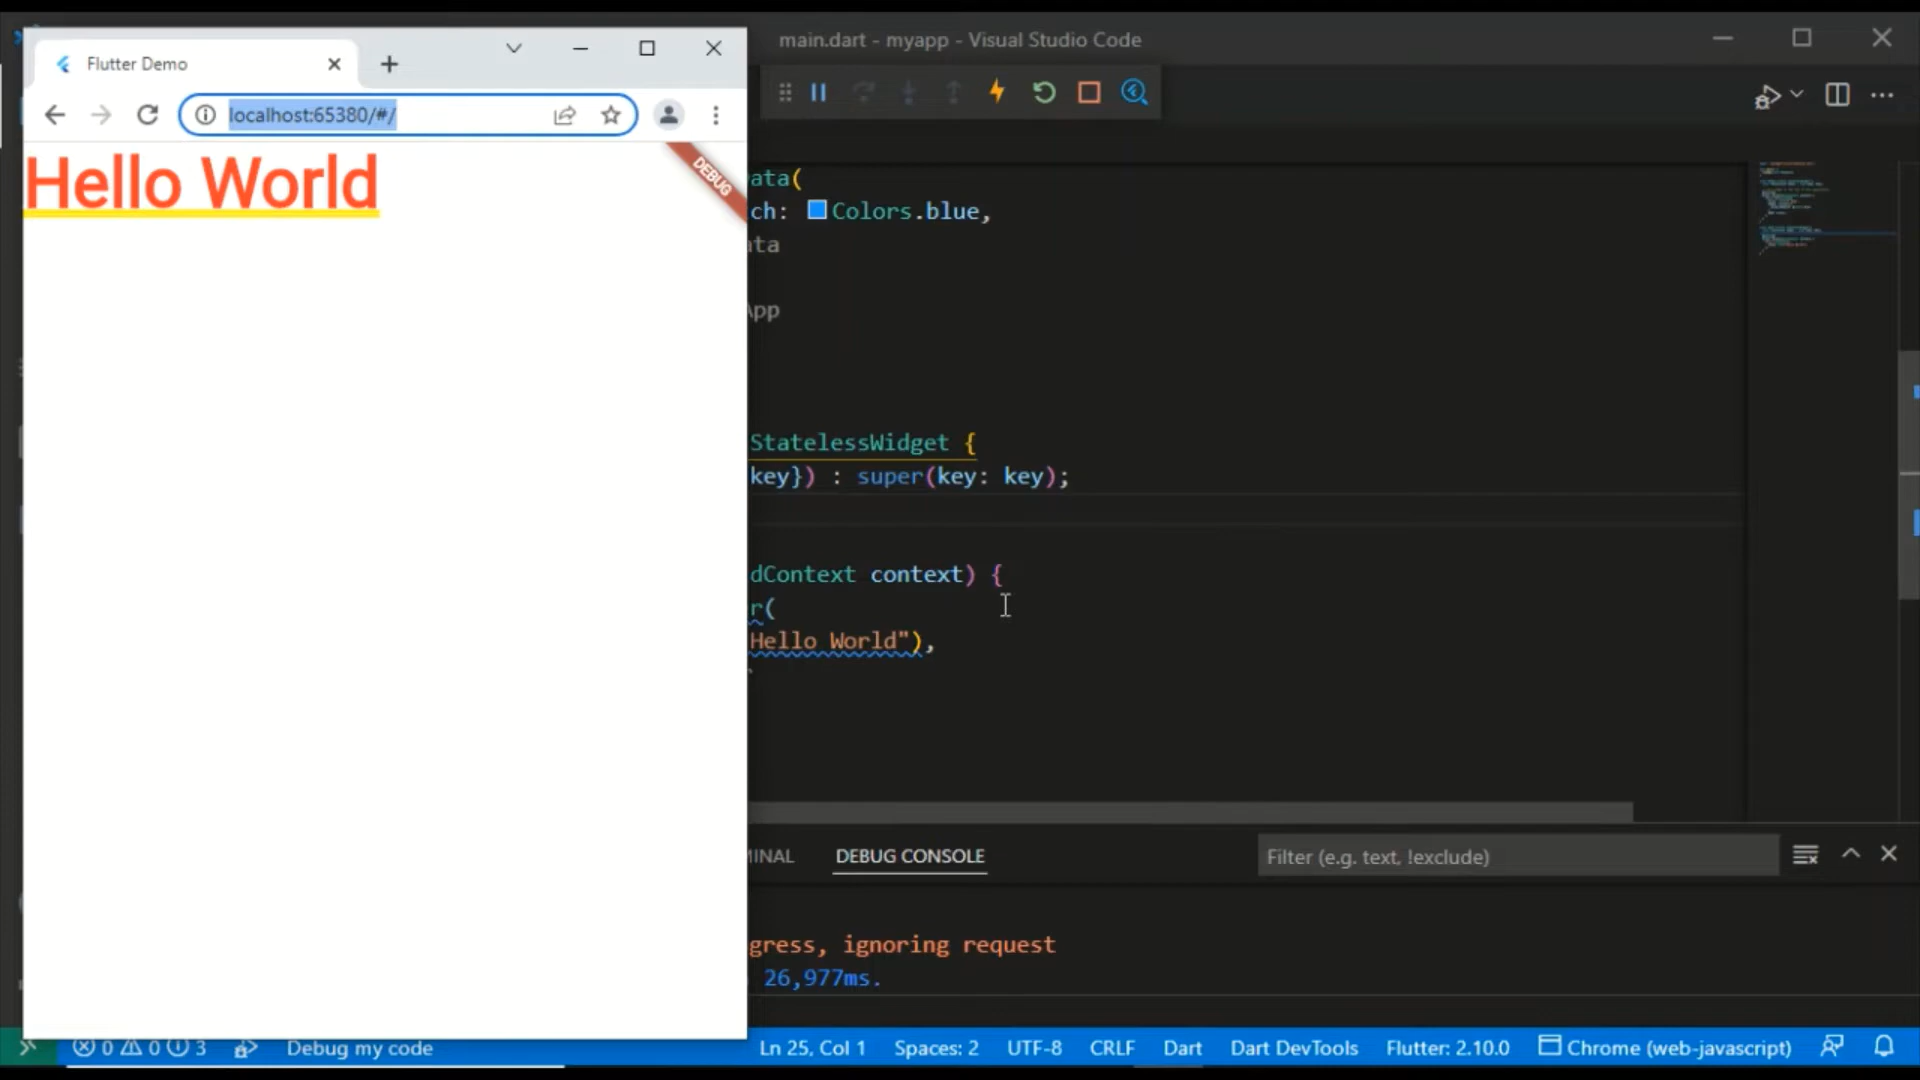 main.dart - myapp - Visual Studio Code
Flutter Demo
localhost:65380/#/
Hello World
DEBUG
ata(
ch: Colors.blue,
ata
App
StatelessWidget {
key}) : super(key: key);
dContext context) {
r(
Hello World"),
MINAL DEBUG CONSOLE Filter (e.g. text, !exclude)
gress, ignoring request
26,977ms.
0 0 3 Debug my code Ln 25, Col 1 Spaces: 2 UTF-8 CRLF Dart Dart DevTools Flutter: 2.10.0 Chrome (web-javascript)